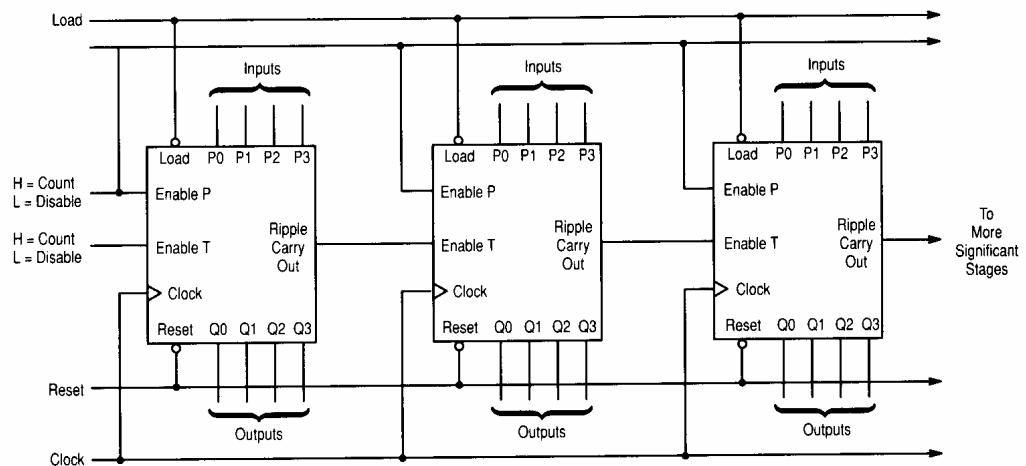 Load
Inputs
Inputs
Inputs
Load P0 P1 P2 P3
Load P0 P1 P2 P3
Load P0 P1 P2 P3
H = Count
L = Disable
Enable P
Enable P
Enable P
H = Count
L = Disable
Enable T
Ripple
Carry
Out
Enable T
Ripple
Carry
Out
Enable T
Ripple
Carry
Out
To
More
Significant
Stages
Clock
Clock
Clock
Reset Q0 Q1 Q2 Q3
Reset Q0 Q1 Q2 Q3
Reset Q0 Q1 Q2 Q3
Reset
Outputs
Outputs
Outputs
Clock